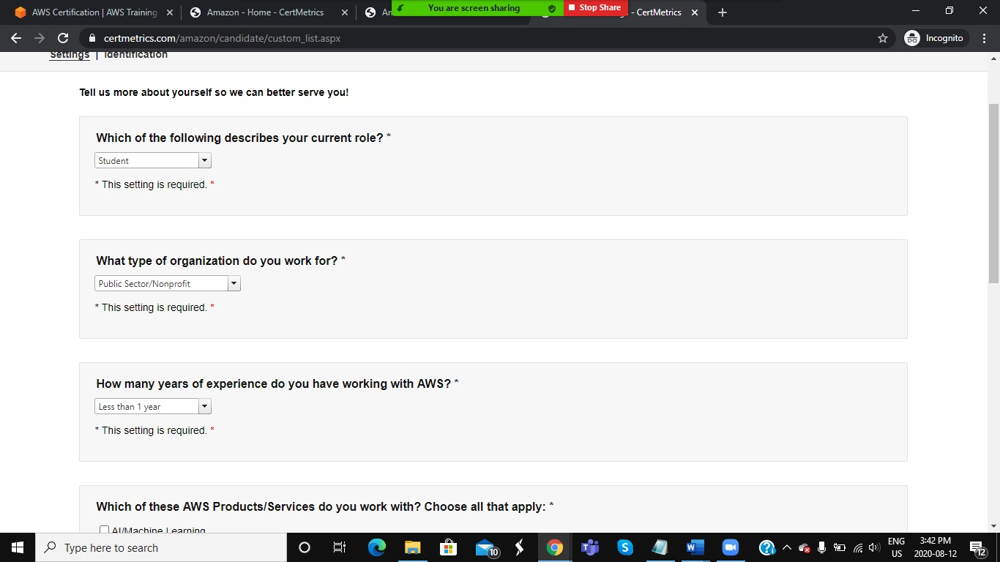 AWS Certification | AWS Training
Amazon - Home - CertMetrics
You are screen sharing
Stop Share
- CertMetrics
certmetrics.com/amazon/candidate/custom_list.aspx
Incognito
Settings | Identification
Tell us more about yourself so we can better serve you!
Which of the following describes your current role? *
Student
* This setting is required. *
What type of organization do you work for? *
Public Sector/Nonprofit
* This setting is required. *
How many years of experience do you have working with AWS? *
Less than 1 year
* This setting is required. *
Which of these AWS Products/Services do you work with? Choose all that apply: *
AI/Machine Learning
Type here to search
10
ENG
US
3:42 PM
2020-08-12
12